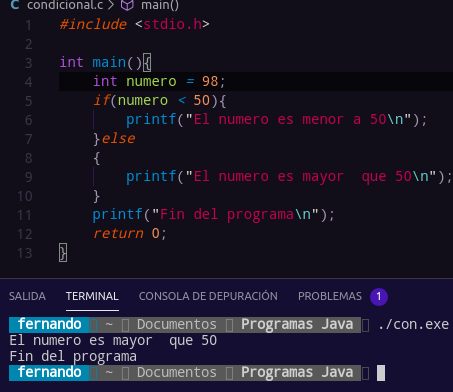 condicional.c > main()
1 #include <stdio.h>
2
3 int main(){
4 int numero = 98;
5 if(numero < 50){
6 printf("El numero es menor a 50\n");
7 }else
8 {
9 printf("El numero es mayor  que 50\n");
10 }
11 printf("Fin del programa\n");
12 return 0;
13 }
SALIDA TERMINAL CONSOLA DE DEPURACIÓN PROBLEMAS 1
fernando ~ Documentos Programas Java ./con.exe
El numero es mayor  que 50
Fin del programa
fernando ~ Documentos Programas Java